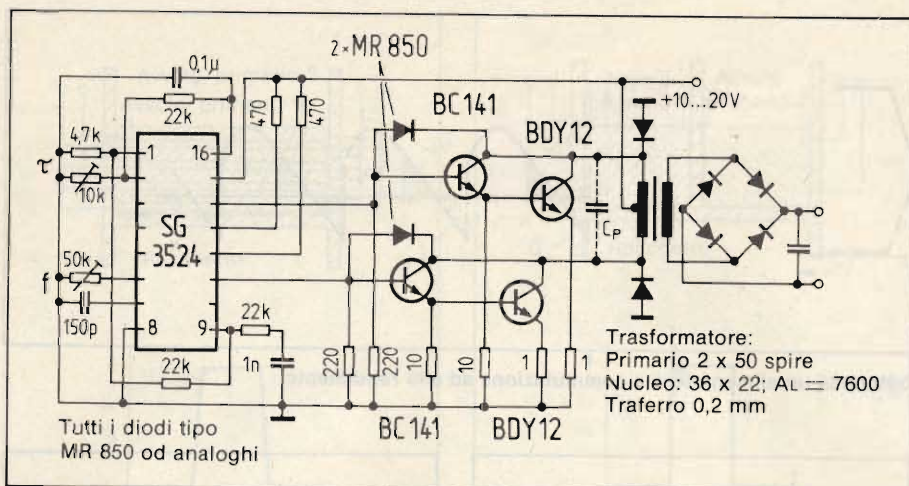 2×MR 850
0,1µ
22k
470
470
BC141
BDY12
+10...20V
4,7k
τ
10k
1
16
SG
3524
50k
f
150p
8
9
22k
1n
22k
220
220
10
10
1
1
Cp
BC141
BDY12
Tutti i diodi tipo
MR 850 od analoghi
Trasformatore:
Primario 2 x 50 spire
Nucleo: 36 x 22; AL = 7600
Traferro 0,2 mm